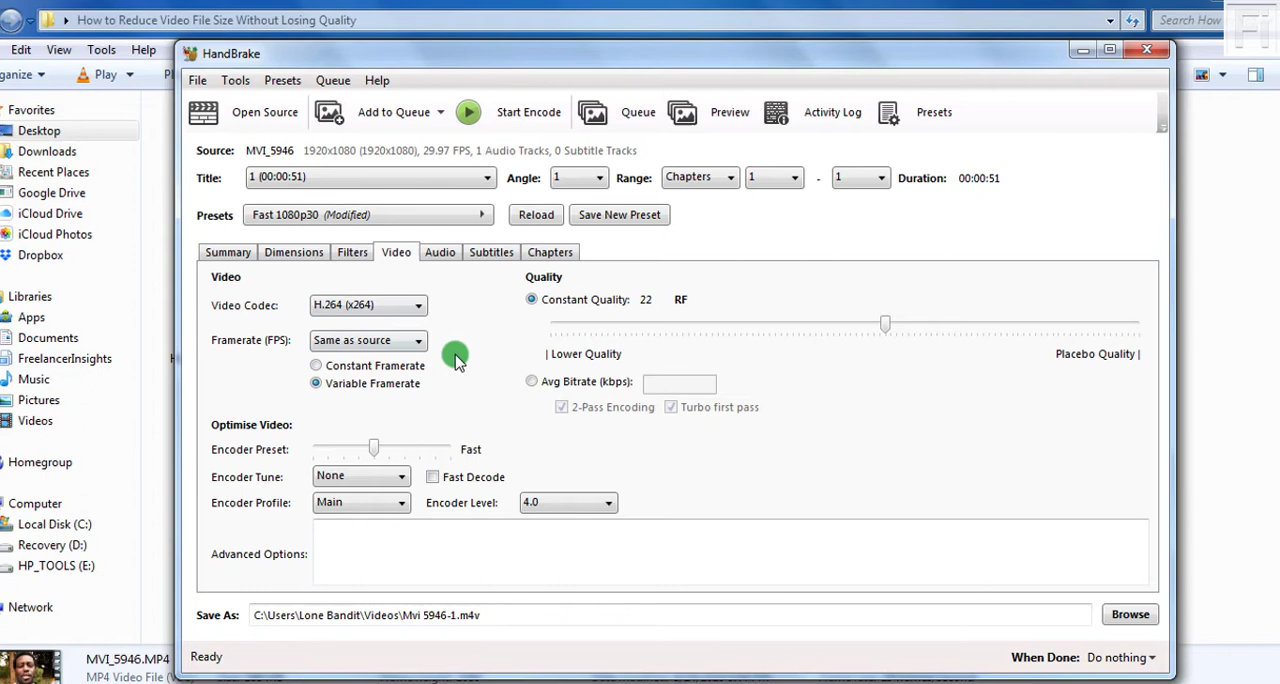 How to Reduce Video File Size Without Losing Quality
Search How
Fi
Edit View Tools Help
HandBrake
ganize Play
File Tools Presets Queue Help
Favorites
Desktop
Downloads
Recent Places
Google Drive
iCloud Drive
iCloud Photos
Dropbox
Libraries
Apps
Documents
FreelancerInsights
Music
Pictures
Videos
Homegroup
Computer
Local Disk (C:)
Recovery (D:)
HP_TOOLS (E:)
Network
Open Source Add to Queue Start Encode Queue Preview Activity Log Presets
Source: MVI_5946 1920x1080 (1920x1080), 29.97 FPS, 1 Audio Tracks, 0 Subtitle Tracks
Title: 1 (00:00:51) Angle: 1 Range: Chapters 1 - 1 Duration: 00:00:51
Presets Fast 1080p30 (Modified) Reload Save New Preset
Summary Dimensions Filters Video Audio Subtitles Chapters
Video
Video Codec: H.264 (x264)
Framerate (FPS): Same as source
Constant Framerate
Variable Framerate
Quality
Constant Quality: 22 RF
| Lower Quality Placebo Quality |
Avg Bitrate (kbps):
2-Pass Encoding Turbo first pass
Optimise Video:
Encoder Preset: Fast
Encoder Tune: None Fast Decode
Encoder Profile: Main Encoder Level: 4.0
Advanced Options:
Save As: C:\Users\Lone Bandit\Videos\Mvi 5946-1.m4v Browse
Ready When Done: Do nothing
MVI_5946.MP4
MP4 Video File